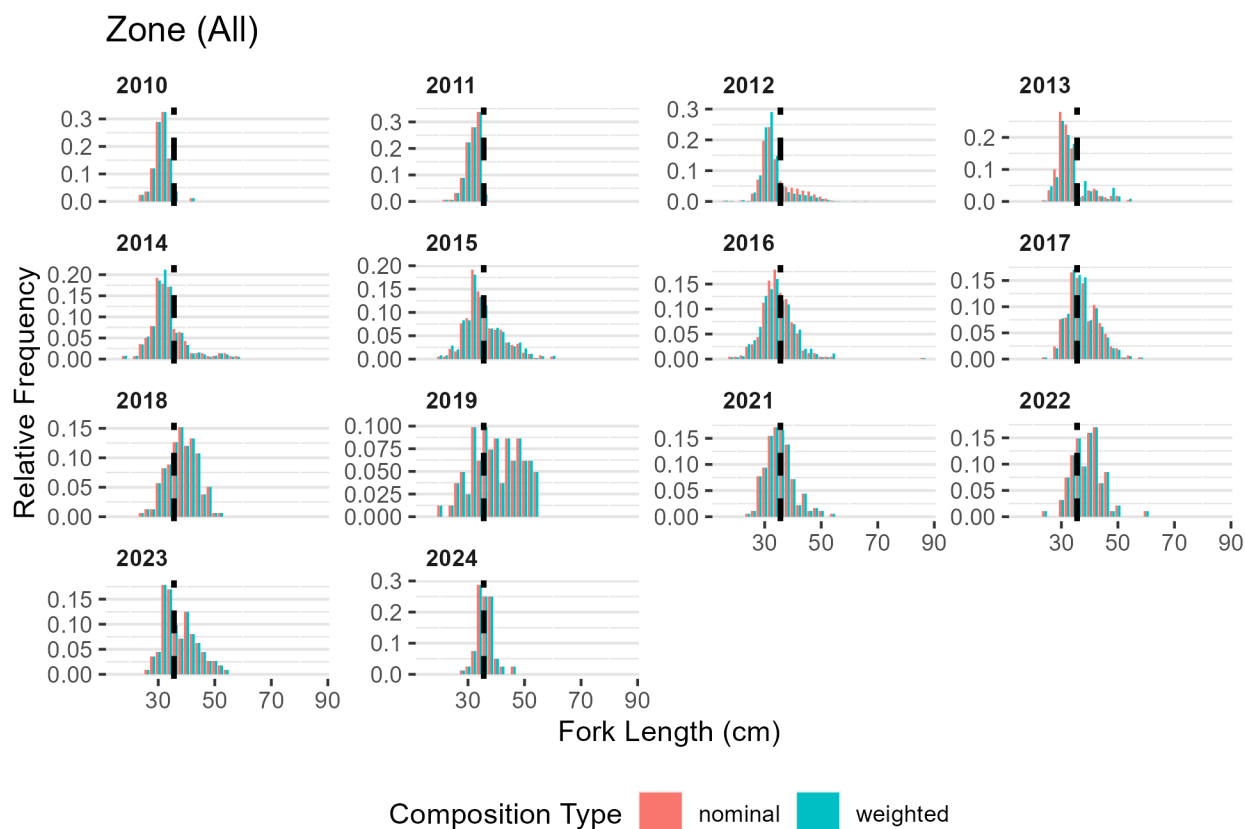 Zone (All)
2010 2011 2012 2013
0.3 0.2 0.1 0.0
0.3 0.2 0.1 0.0
0.3 0.2 0.1 0.0
0.2 0.1 0.0
2014 2015 2016 2017
0.20 0.15 0.10 0.05 0.00
0.20 0.15 0.10 0.05 0.00
0.15 0.10 0.05 0.00
0.15 0.10 0.05 0.00
2018 2019 2021 2022
0.15 0.10 0.05 0.00
0.100 0.075 0.050 0.025 0.000
0.15 0.10 0.05 0.00
0.15 0.10 0.05 0.00
30 50 70 90 30 50 70 90
2023 2024
0.15 0.10 0.05 0.00
0.3 0.2 0.1 0.0
30 50 70 90 30 50 70 90
Relative Frequency
Fork Length (cm)
Composition Type nominal weighted